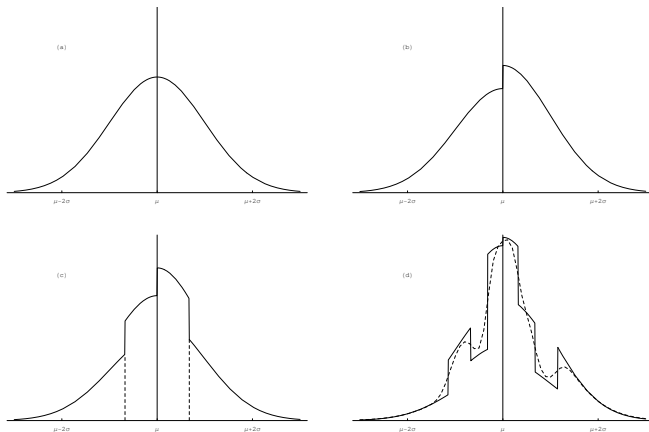 (a)
μ-2σ μ μ+2σ
(b)
μ-2σ μ μ+2σ
(c)
μ-2σ μ μ+2σ
(d)
μ-2σ μ μ+2σ